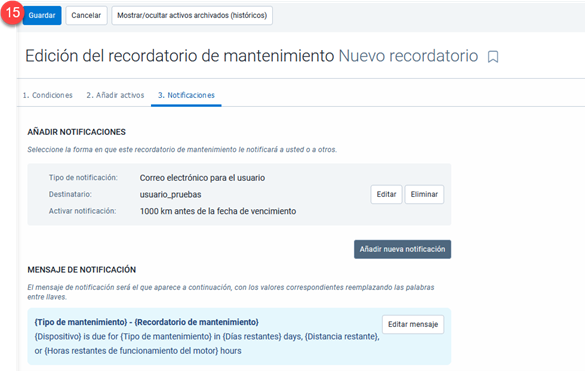 15 Guardar Cancelar Mostrar/ocultar activos archivados (históricos)
Edición del recordatorio de mantenimiento Nuevo recordatorio
1. Condiciones 2. Añadir activos 3. Notificaciones
AÑADIR NOTIFICACIONES
Seleccione la forma en que este recordatorio de mantenimiento le notificará a usted o a otros.
Tipo de notificación: Correo electrónico para el usuario
Destinatario: usuario_pruebas Editar Eliminar
Activar notificación: 1000 km antes de la fecha de vencimiento
Añadir nueva notificación
MENSAJE DE NOTIFICACIÓN
El mensaje de notificación será el que aparece a continuación, con los valores correspondientes reemplazando las palabras
entre llaves.
{Tipo de mantenimiento} - {Recordatorio de mantenimiento} Editar mensaje
{Dispositivo} is due for {Tipo de mantenimiento} in {Días restantes} days, {Distancia restante},
or {Horas restantes de funcionamiento del motor} hours